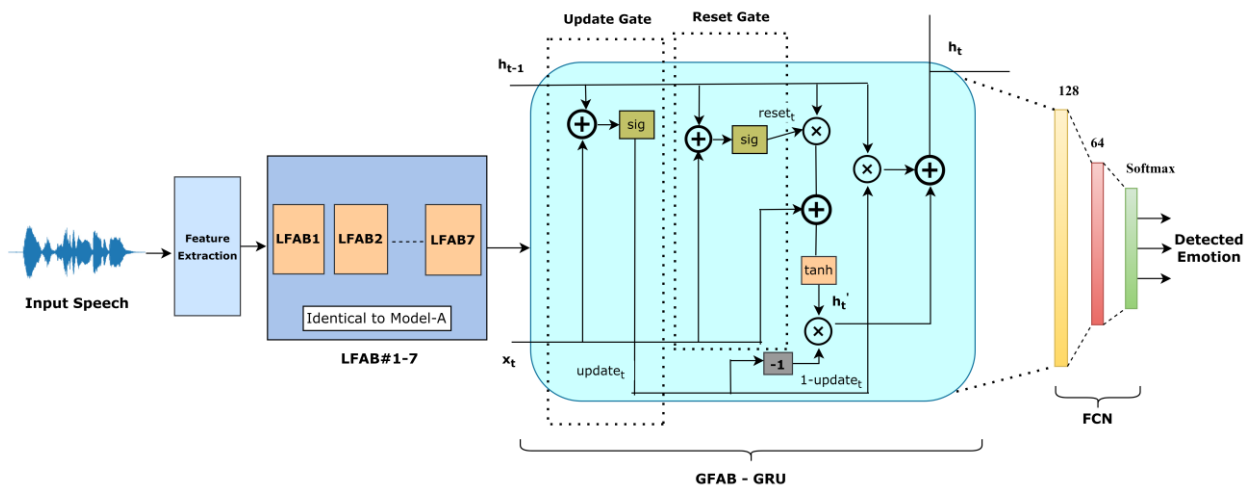 Update Gate
Reset Gate
h_t
h_{t-1}
128
sig
reset_t
sig
64
Softmax
Feature
Extraction
LFAB1
LFAB2
LFAB7
Detected
Emotion
tanh
Input Speech
h_t'
Identical to Model-A
LFAB#1-7
x_t
update_t
-1
1-update_t
FCN
GFAB - GRU